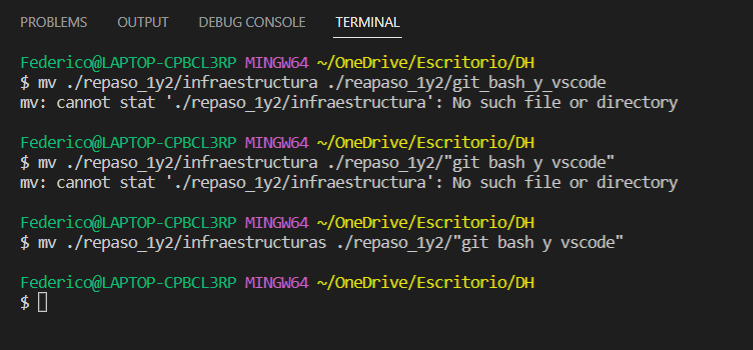 PROBLEMS OUTPUT DEBUG CONSOLE TERMINAL
Federico@LAPTOP-CPBCL3RP MINGW64 ~/OneDrive/Escritorio/DH
$ mv ./repaso_1y2/infraestructura ./reapaso_1y2/git_bash_y_vscode
mv: cannot stat './repaso_1y2/infraestructura': No such file or directory
Federico@LAPTOP-CPBCL3RP MINGW64 ~/OneDrive/Escritorio/DH
$ mv ./repaso_1y2/infraestructura ./repaso_1y2/"git bash y vscode"
mv: cannot stat './repaso_1y2/infraestructura': No such file or directory
Federico@LAPTOP-CPBCL3RP MINGW64 ~/OneDrive/Escritorio/DH
$ mv ./repaso_1y2/infraestructuras ./repaso_1y2/"git bash y vscode"
Federico@LAPTOP-CPBCL3RP MINGW64 ~/OneDrive/Escritorio/DH
$